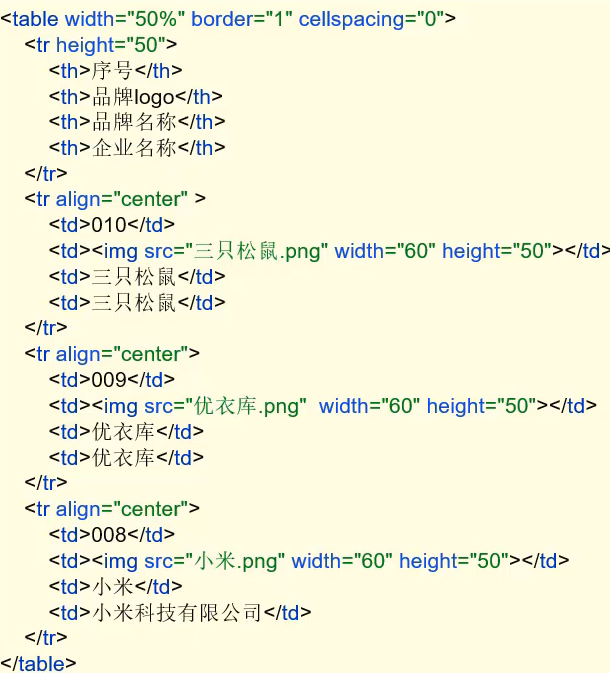 <table width="50%" border="1" cellspacing="0">
    <tr height="50">
        <th>序号</th>
        <th>品牌logo</th>
        <th>品牌名称</th>
        <th>企业名称</th>
    </tr>
    <tr align="center" >
        <td>010</td>
        <td><img src="三只松鼠.png" width="60" height="50"></td>
        <td>三只松鼠</td>
        <td>三只松鼠</td>
    </tr>
    <tr align="center">
        <td>009</td>
        <td><img src="优衣库.png"  width="60" height="50"></td>
        <td>优衣库</td>
        <td>优衣库</td>
    </tr>
    <tr align="center">
        <td>008</td>
        <td><img src="小米.png" width="60" height="50"></td>
        <td>小米</td>
        <td>小米科技有限公司</td>
    </tr>
</table>